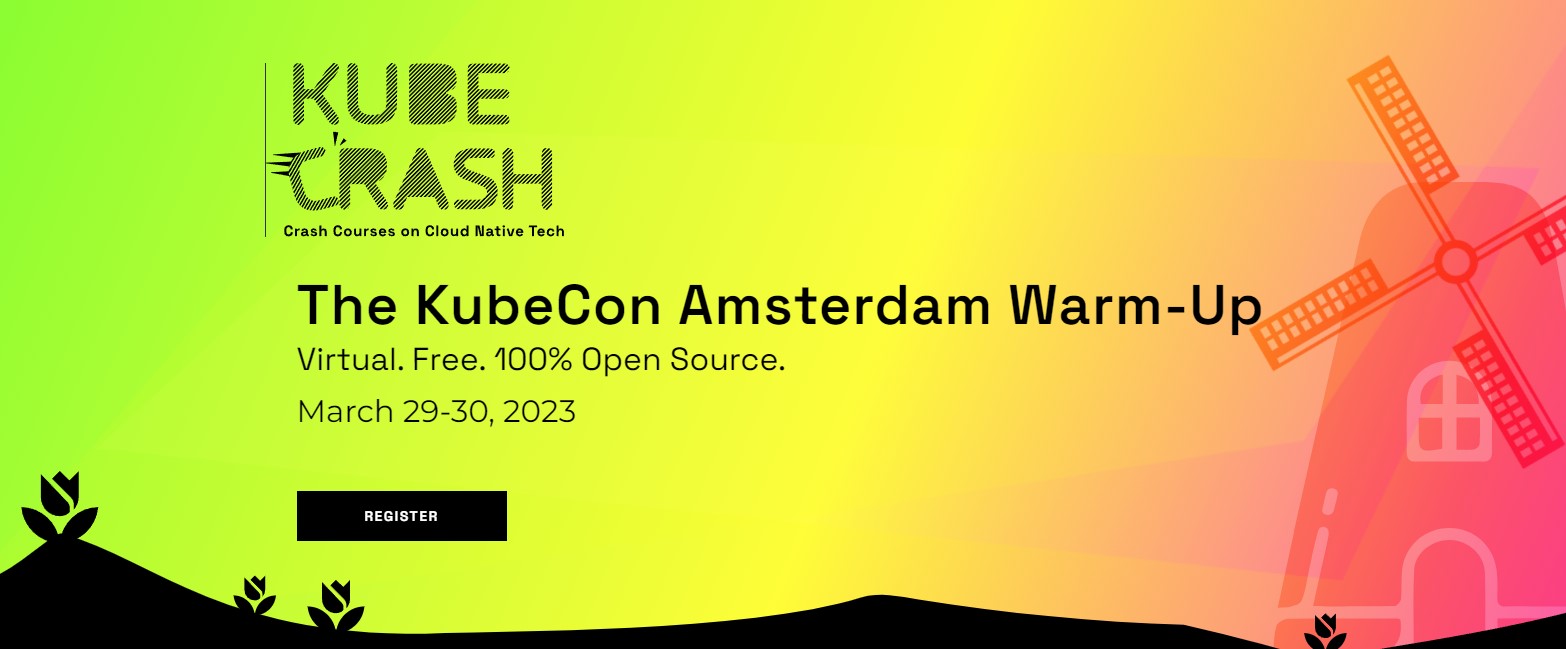 KUBE
CRASH
Crash Courses on Cloud Native Tech
The KubeCon Amsterdam Warm-Up
Virtual. Free. 100% Open Source.
March 29-30, 2023
REGISTER